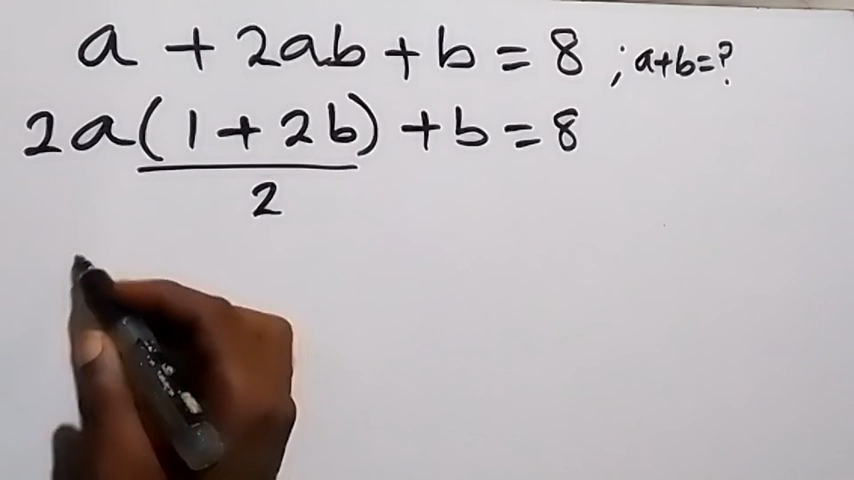 a + 2ab + b = 8 ; a+b=?
2a(1 + 2b) + b = 8
2